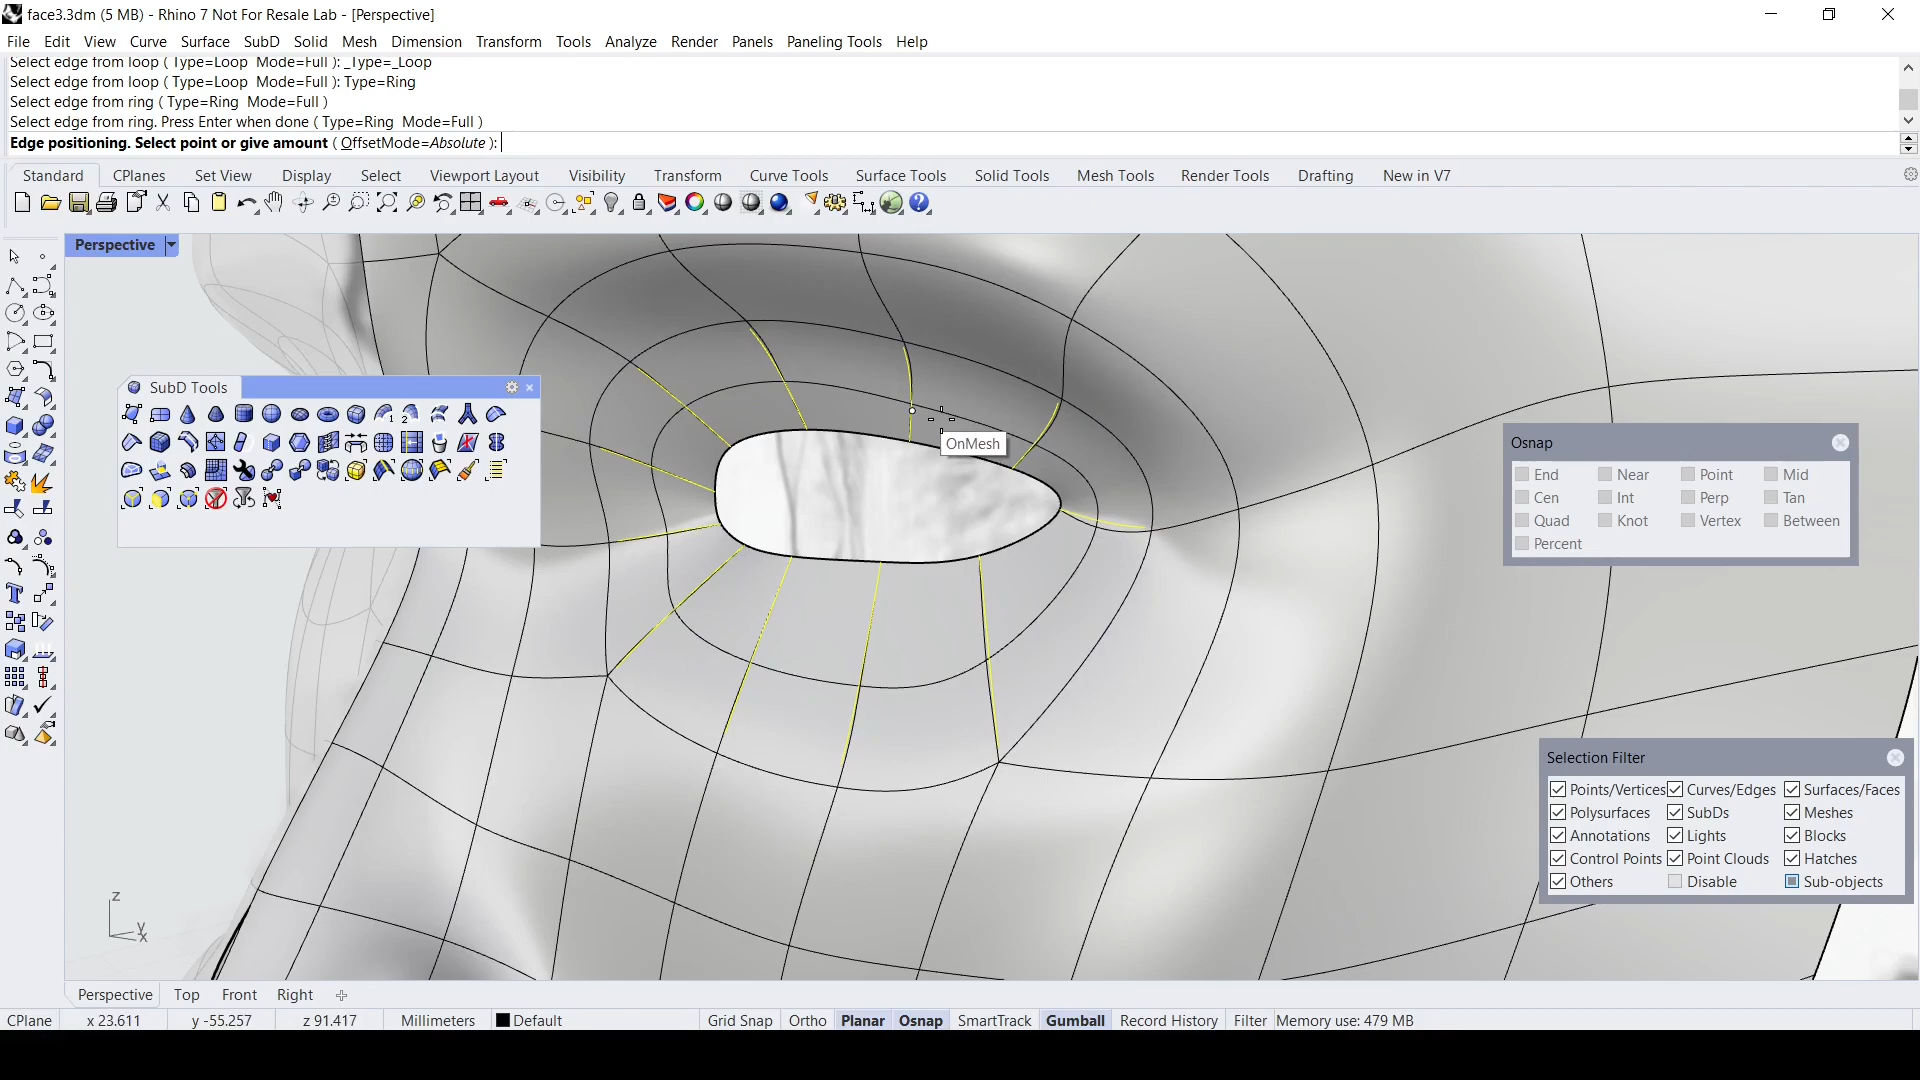 face3.3dm (5 MB) - Rhino 7 Not For Resale Lab - [Perspective]
File Edit View Curve Surface SubD Solid Mesh Dimension Transform Tools Analyze Render Panels Paneling Tools Help
Select edge from loop ( Type=Loop Mode=Full ): _Type=_Loop
Select edge from loop ( Type=Loop Mode=Full ): Type=Ring
Select edge from ring ( Type=Ring Mode=Full )
Select edge from ring. Press Enter when done ( Type=Ring Mode=Full )
Edge positioning. Select point or give amount ( OffsetMode=Absolute ):
Standard CPlanes Set View Display Select Viewport Layout Visibility Transform Curve Tools Surface Tools Solid Tools Mesh Tools Render Tools Drafting New in V7
Perspective
SubD Tools
1 2
OnMesh
Osnap
End Near Point Mid
Cen Int Perp Tan
Quad Knot Vertex Between
Percent
Selection Filter
Points/Vertices Curves/Edges Surfaces/Faces
Polysurfaces SubDs Meshes
Annotations Lights Blocks
Control Points Point Clouds Hatches
Others Disable Sub-objects
z
y
x
Perspective Top Front Right
CPlane x 23.611 y -55.257 z 91.417 Millimeters Default Grid Snap Ortho Planar Osnap SmartTrack Gumball Record History Filter Memory use: 479 MB